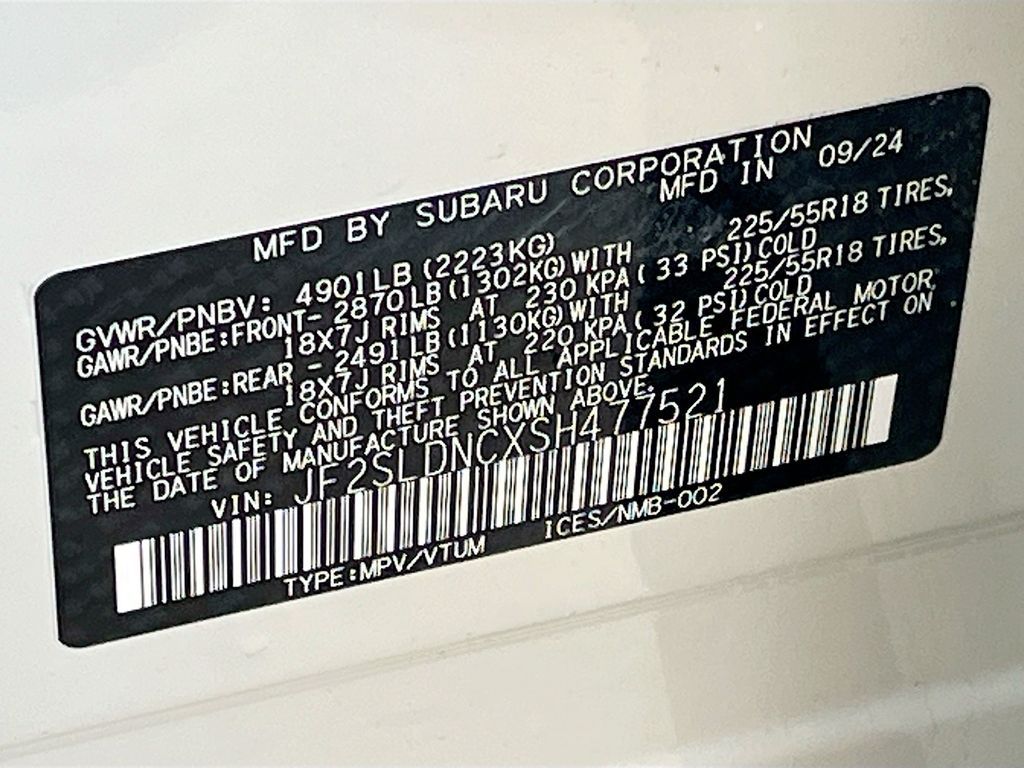 MFD BY SUBARU CORPORATION
MFD IN 09/24
GVWR/PNBV: 4901LB (2223KG)
GAWR/PNBE:FRONT- 2870LB(1302KG)WITH 225/55R18 TIRES,
18X7J RIMS AT 230 KPA( 33 PSI)COLD
GAWR/PNBE:REAR - 2491LB(1130KG)WITH 225/55R18 TIRES,
18X7J RIMS AT 220 KPA( 32 PSI)COLD
THIS VEHICLE CONFORMS TO ALL APPLICABLE FEDERAL MOTOR
VEHICLE SAFETY AND THEFT PREVENTION STANDARDS IN EFFECT ON
THE DATE OF MANUFACTURE SHOWN ABOVE.
VIN: JF2SLDNCXSH477521
TYPE:MPV/VTUM ICES/NMB-002